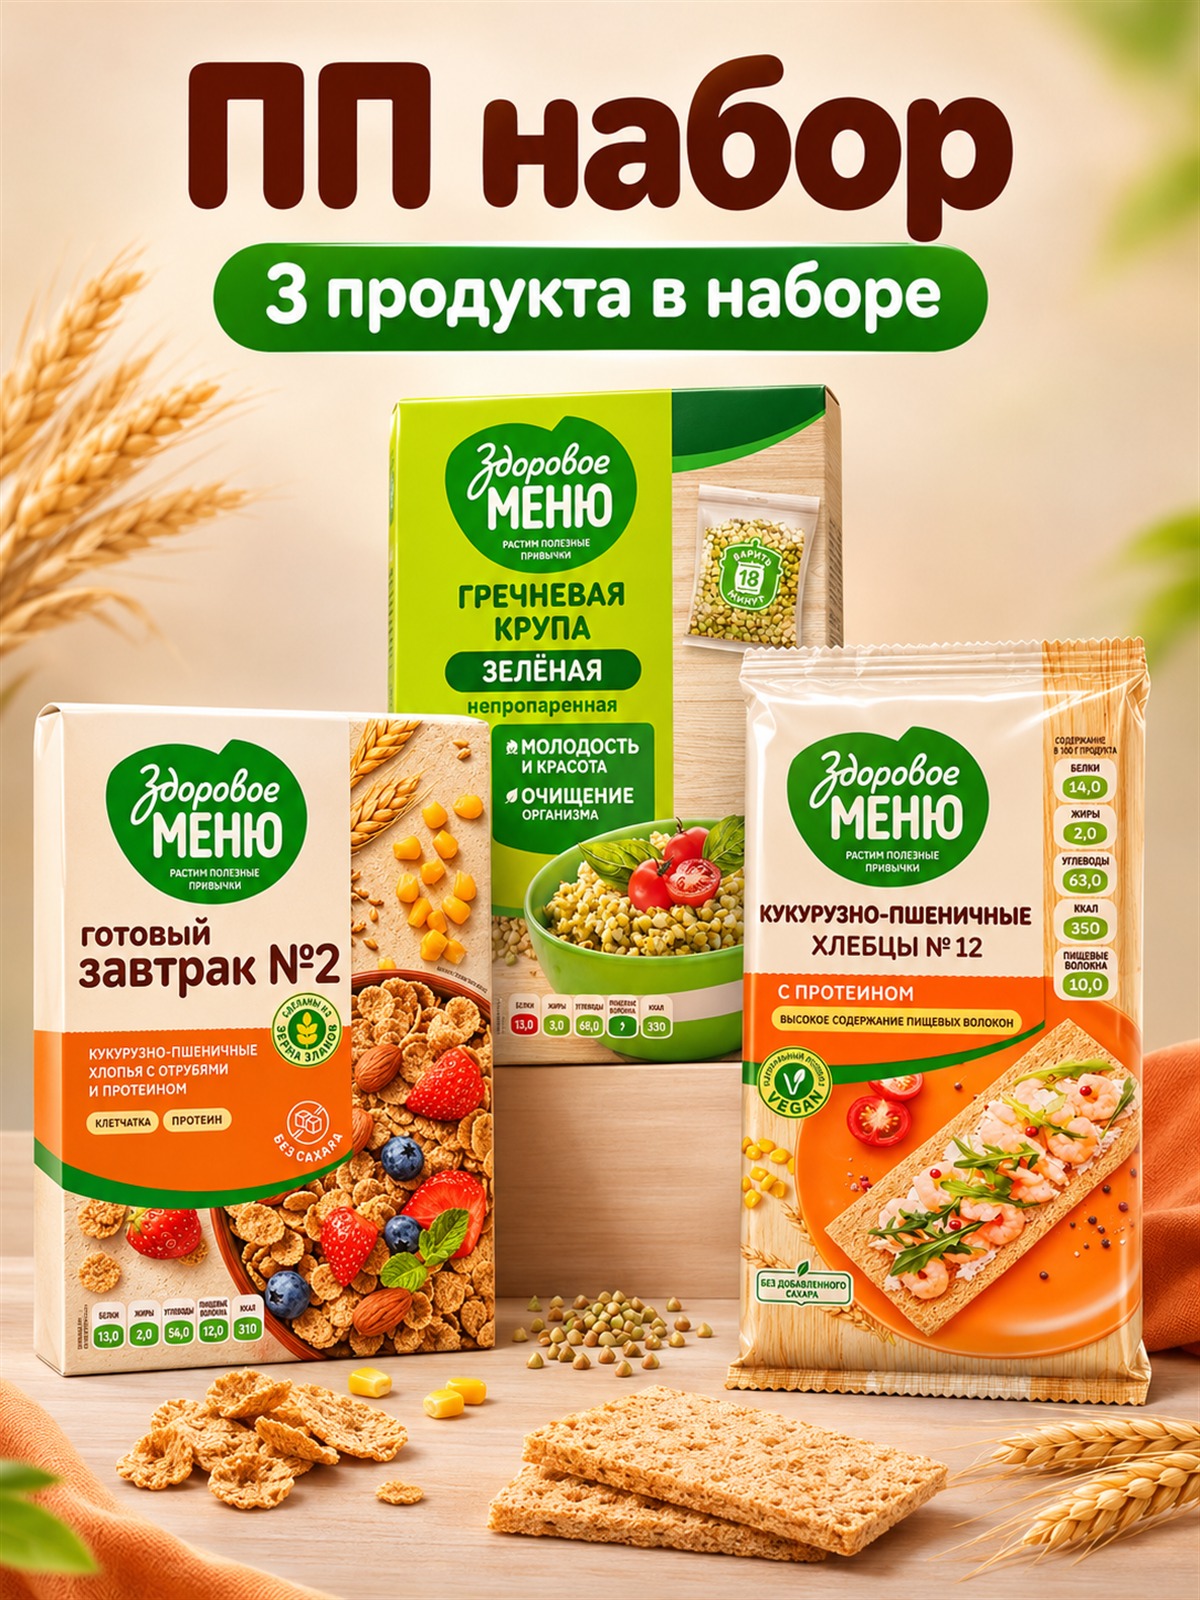 ПП набор
3 продукта в наборе
Здоровое
МЕНЮ
РАСТИМ ПОЛЕЗНЫЕ
ПРИВЫЧКИ
ГРЕЧНЕВАЯ
КРУПА
ЗЕЛЁНАЯ
непропаренная
МОЛОДОСТЬ
И КРАСОТА
ОЧИЩЕНИЕ
ОРГАНИЗМА
ВАРИТЬ
18
МИНУТ
БЕЛКИ ЖИРЫ УГЛЕВОДЫ ПИЩЕВЫЕ ВОЛОКНА ККАЛ
13,0 3,0 68,0 330
Здоровое
МЕНЮ
РАСТИМ ПОЛЕЗНЫЕ
ПРИВЫЧКИ
готовый
завтрак №2
СДЕЛАНЫ ИЗ
ЗЕРНА ЗЛАКОВ
КУКУРУЗНО-ПШЕНИЧНЫЕ
ХЛОПЬЯ С ОТРУБЯМИ
И ПРОТЕИНОМ
КЛЕТЧАТКА ПРОТЕИН
БЕЗ САХАРА
БЕЛКИ ЖИРЫ УГЛЕВОДЫ ПИЩЕВЫЕ ВОЛОКНА ККАЛ
13,0 2,0 54,0 12,0 310
Здоровое
МЕНЮ
РАСТИМ ПОЛЕЗНЫЕ
ПРИВЫЧКИ
КУКУРУЗНО-ПШЕНИЧНЫЕ
ХЛЕБЦЫ № 12
С ПРОТЕИНОМ
ВЫСОКОЕ СОДЕРЖАНИЕ ПИЩЕВЫХ ВОЛОКОН
СОДЕРЖАНИЕ
В 100 Г ПРОДУКТА
БЕЛКИ
14,0
ЖИРЫ
2,0
УГЛЕВОДЫ
63,0
ККАЛ
350
ПИЩЕВЫЕ
ВОЛОКНА
10,0
VEGAN
БЕЗ ДОБАВЛЕННОГО
САХАРА